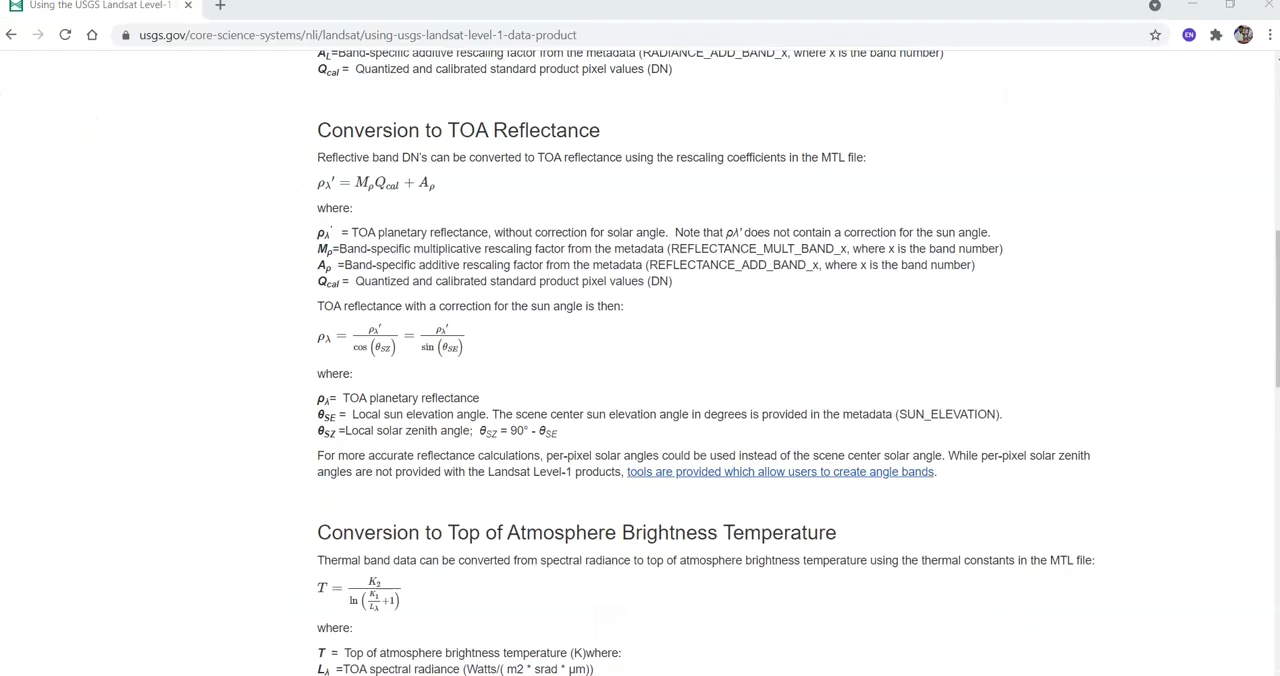 Using the USGS Landsat Level-1
usgs.gov/core-science-systems/nli/landsat/using-usgs-landsat-level-1-data-product
EN
A_L=Band-specific additive rescaling factor from the metadata (RADIANCE_ADD_BAND_x, where x is the band number)
Q_cal = Quantized and calibrated standard product pixel values (DN)
Conversion to TOA Reflectance
Reflective band DN's can be converted to TOA reflectance using the rescaling coefficients in the MTL file:
ρλ′ = MρQcal + Aρ
where:
ρλ' = TOA planetary reflectance, without correction for solar angle. Note that ρλ' does not contain a correction for the sun angle.
Mρ=Band-specific multiplicative rescaling factor from the metadata (REFLECTANCE_MULT_BAND_x, where x is the band number)
Aρ =Band-specific additive rescaling factor from the metadata (REFLECTANCE_ADD_BAND_x, where x is the band number)
Qcal = Quantized and calibrated standard product pixel values (DN)
TOA reflectance with a correction for the sun angle is then:
ρλ = ρλ′ / cos(θSZ) = ρλ′ / sin(θSE)
where:
ρλ= TOA planetary reflectance
θSE = Local sun elevation angle. The scene center sun elevation angle in degrees is provided in the metadata (SUN_ELEVATION).
θSZ =Local solar zenith angle; θSZ = 90° - θSE
For more accurate reflectance calculations, per-pixel solar angles could be used instead of the scene center solar angle. While per-pixel solar zenith
angles are not provided with the Landsat Level-1 products, tools are provided which allow users to create angle bands.
Conversion to Top of Atmosphere Brightness Temperature
Thermal band data can be converted from spectral radiance to top of atmosphere brightness temperature using the thermal constants in the MTL file:
T = K2 / ln(K1/Lλ +1)
where:
T = Top of atmosphere brightness temperature (K)where:
Lλ =TOA spectral radiance (Watts/( m2 * srad * μm))